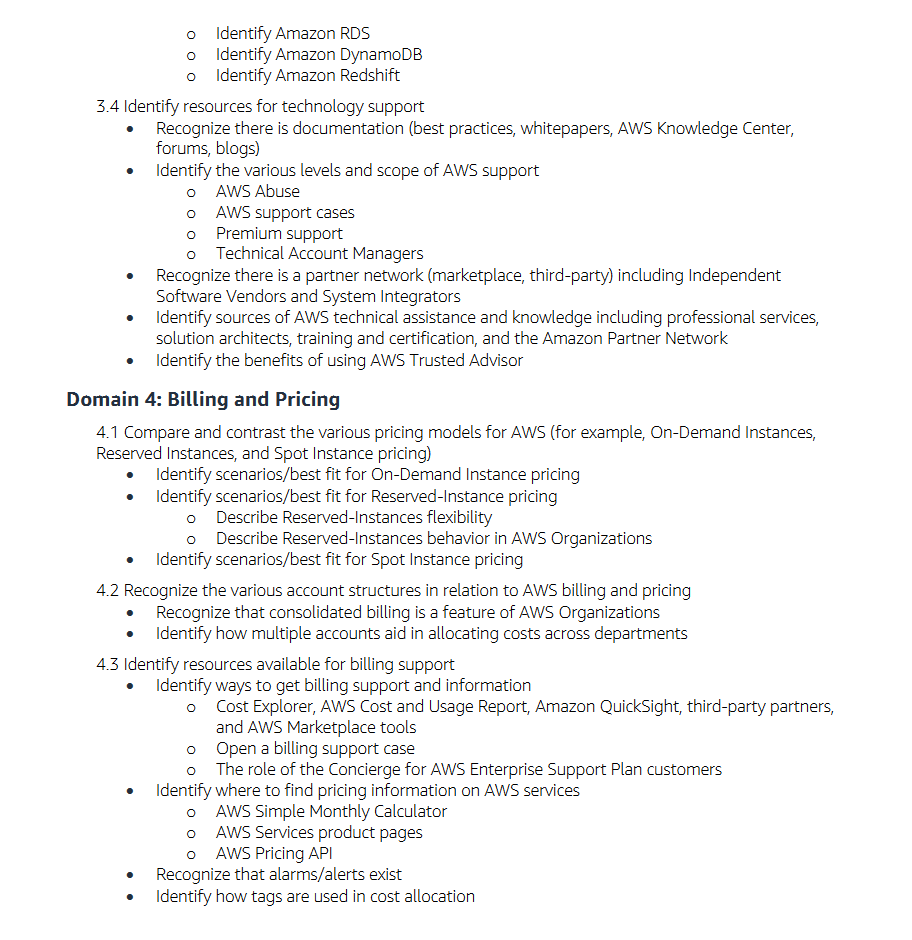 o Identify Amazon RDS
o Identify Amazon DynamoDB
o Identify Amazon Redshift
3.4 Identify resources for technology support
• Recognize there is documentation (best practices, whitepapers, AWS Knowledge Center,
forums, blogs)
• Identify the various levels and scope of AWS support
o AWS Abuse
o AWS support cases
o Premium support
o Technical Account Managers
• Recognize there is a partner network (marketplace, third-party) including Independent
Software Vendors and System Integrators
• Identify sources of AWS technical assistance and knowledge including professional services,
solution architects, training and certification, and the Amazon Partner Network
• Identify the benefits of using AWS Trusted Advisor
Domain 4: Billing and Pricing
4.1 Compare and contrast the various pricing models for AWS (for example, On-Demand Instances,
Reserved Instances, and Spot Instance pricing)
• Identify scenarios/best fit for On-Demand Instance pricing
• Identify scenarios/best fit for Reserved-Instance pricing
o Describe Reserved-Instances flexibility
o Describe Reserved-Instances behavior in AWS Organizations
• Identify scenarios/best fit for Spot Instance pricing
4.2 Recognize the various account structures in relation to AWS billing and pricing
• Recognize that consolidated billing is a feature of AWS Organizations
• Identify how multiple accounts aid in allocating costs across departments
4.3 Identify resources available for billing support
• Identify ways to get billing support and information
o Cost Explorer, AWS Cost and Usage Report, Amazon QuickSight, third-party partners,
and AWS Marketplace tools
o Open a billing support case
o The role of the Concierge for AWS Enterprise Support Plan customers
• Identify where to find pricing information on AWS services
o AWS Simple Monthly Calculator
o AWS Services product pages
o AWS Pricing API
• Recognize that alarms/alerts exist
• Identify how tags are used in cost allocation